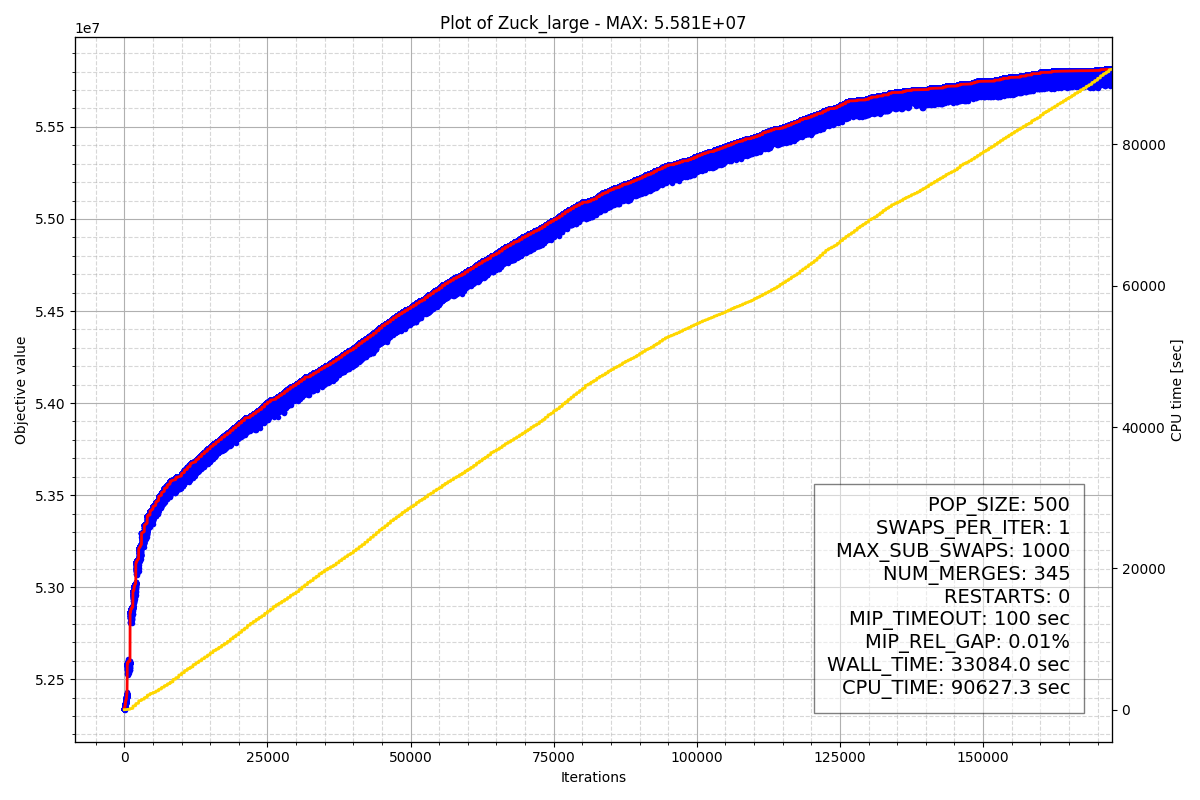 Plot of Zuck_large - MAX: 5.581E+07
1e7
5.55
5.50
5.45
5.40
5.35
5.30
5.25
Objective value
80000
60000
40000
20000
0
CPU time [sec]
POP_SIZE: 500
SWAPS_PER_ITER: 1
MAX_SUB_SWAPS: 1000
NUM_MERGES: 345
RESTARTS: 0
MIP_TIMEOUT: 100 sec
MIP_REL_GAP: 0.01%
WALL_TIME: 33084.0 sec
CPU_TIME: 90627.3 sec
0 25000 50000 75000 100000 125000 150000
Iterations